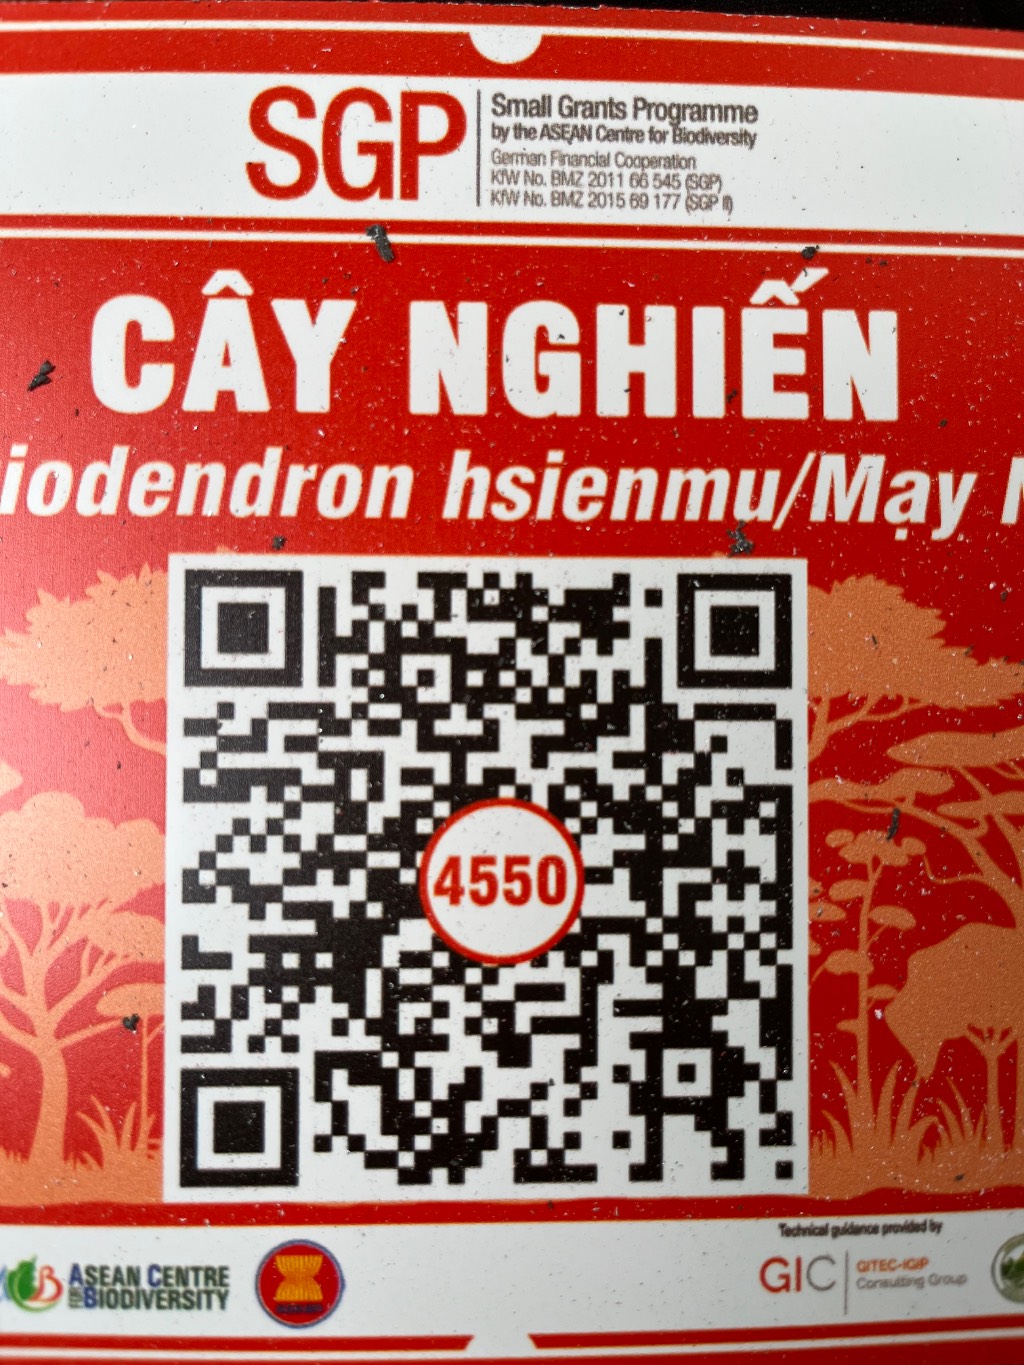 SGP
Small Grants Programme
by the ASEAN Centre for Biodiversity
German Financial Cooperation
KfW No. BMZ 2011 66 545 (SGP)
KfW No. BMZ 2015 69 177 (SGP II)
CÂY NGHIẾN
iodendron hsienmu/Mạy N
4550
ASEAN CENTRE
FOR BIODIVERSITY
Technical guidance provided by
GIC
GITEC-IGIP
Consulting Group